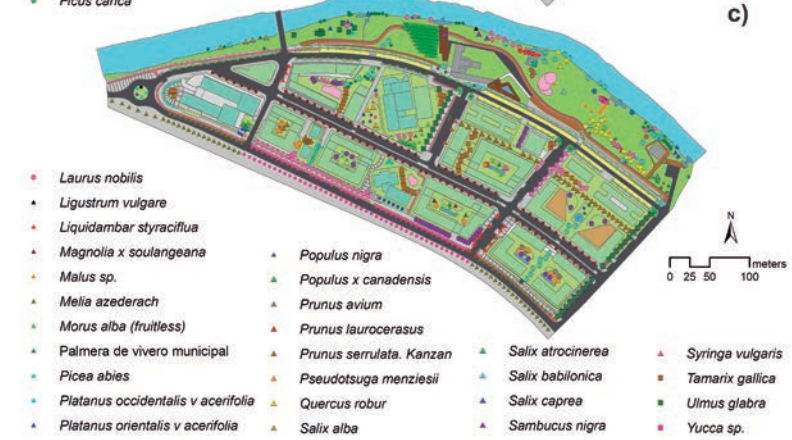 Ficus carica
c)
Laurus nobilis
Ligustrum vulgare
Liquidambar styraciflua
Magnolia x soulangeana
Malus sp.
Melia azederach
Morus alba (fruitless)
Palmera de vivero municipal
Picea abies
Platanus occidentalis v acerifolia
Platanus orientalis v acerifolia
Populus nigra
Populus x canadensis
Prunus avium
Prunus laurocerasus
Prunus serrulata. Kanzan
Pseudotsuga menziesii
Quercus robur
Salix alba
Salix atrocinerea
Salix babilonica
Salix caprea
Sambucus nigra
Syringa vulgaris
Tamarix gallica
Ulmus glabra
Yucca sp.
N
meters
0 25 50 100